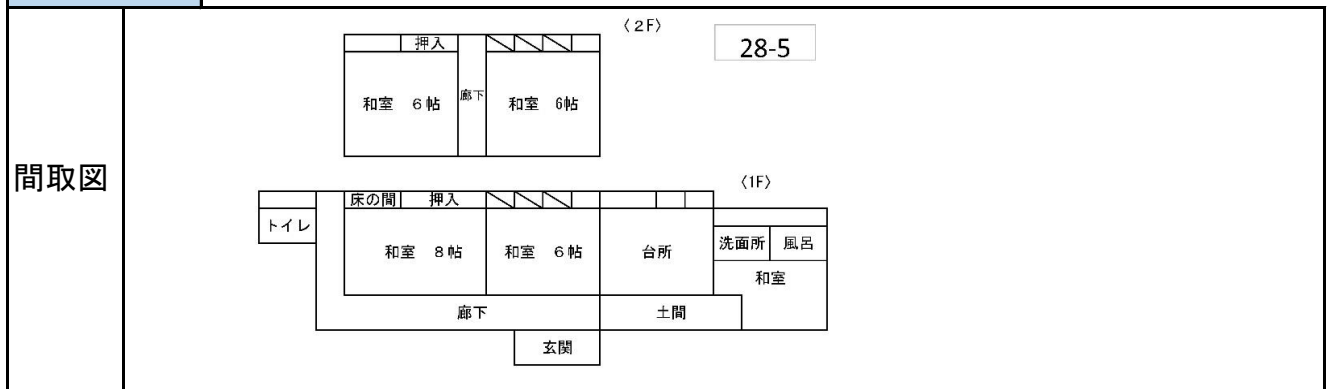 間取図
〈２F〉
28-5
押入
和室　６帖
廊下
和室　6帖
〈1F〉
床の間
押入
トイレ
和室　８帖
和室　６帖
台所
洗面所
風呂
和室
廊下
土間
玄関